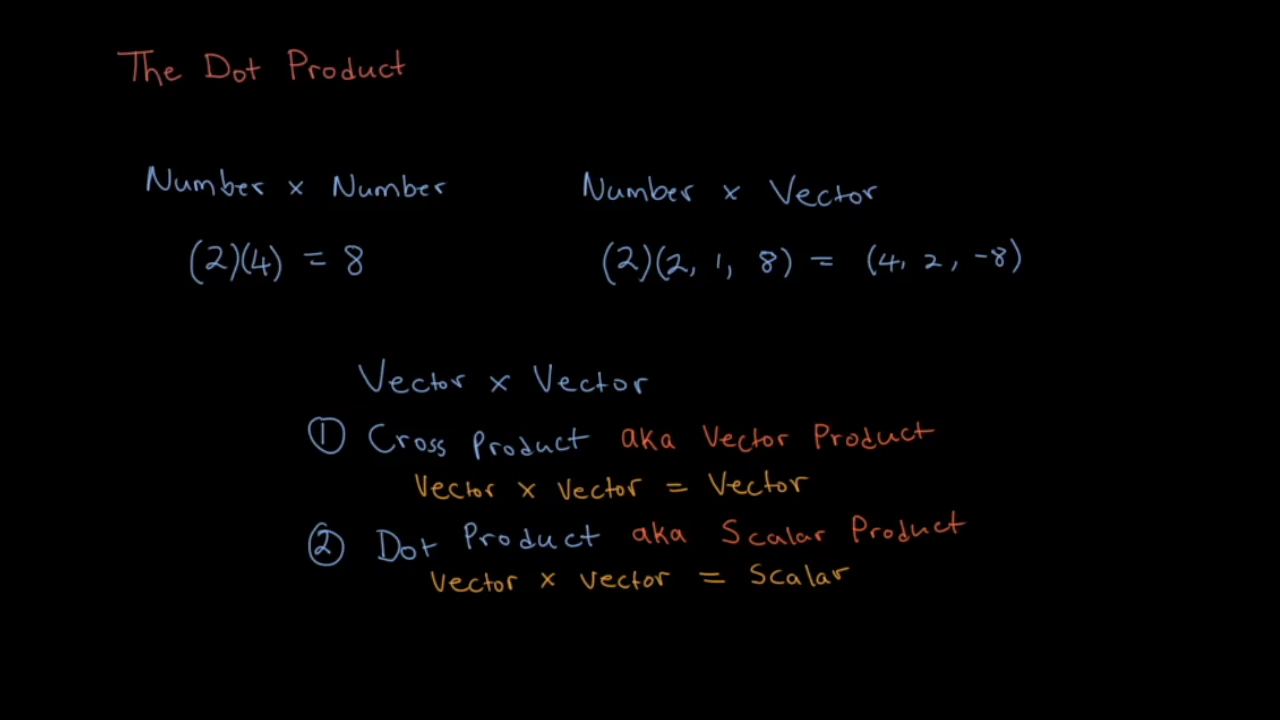 The Dot Product
Number x Number
(2)(4) = 8
Number x Vector
(2)(2, 1, 8) = (4, 2, -8)
Vector x Vector
① Cross Product aka Vector Product
Vector x Vector = Vector
② Dot Product aka Scalar Product
Vector x Vector = Scalar